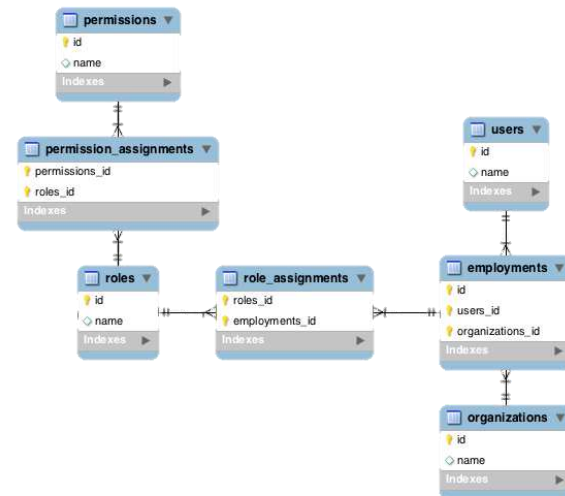 permissions
id
name
Indexes
permission_assignments
permissions_id
roles_id
Indexes
users
id
name
Indexes
roles
id
name
Indexes
role_assignments
roles_id
employments_id
Indexes
employments
id
users_id
organizations_id
Indexes
organizations
id
name
Indexes